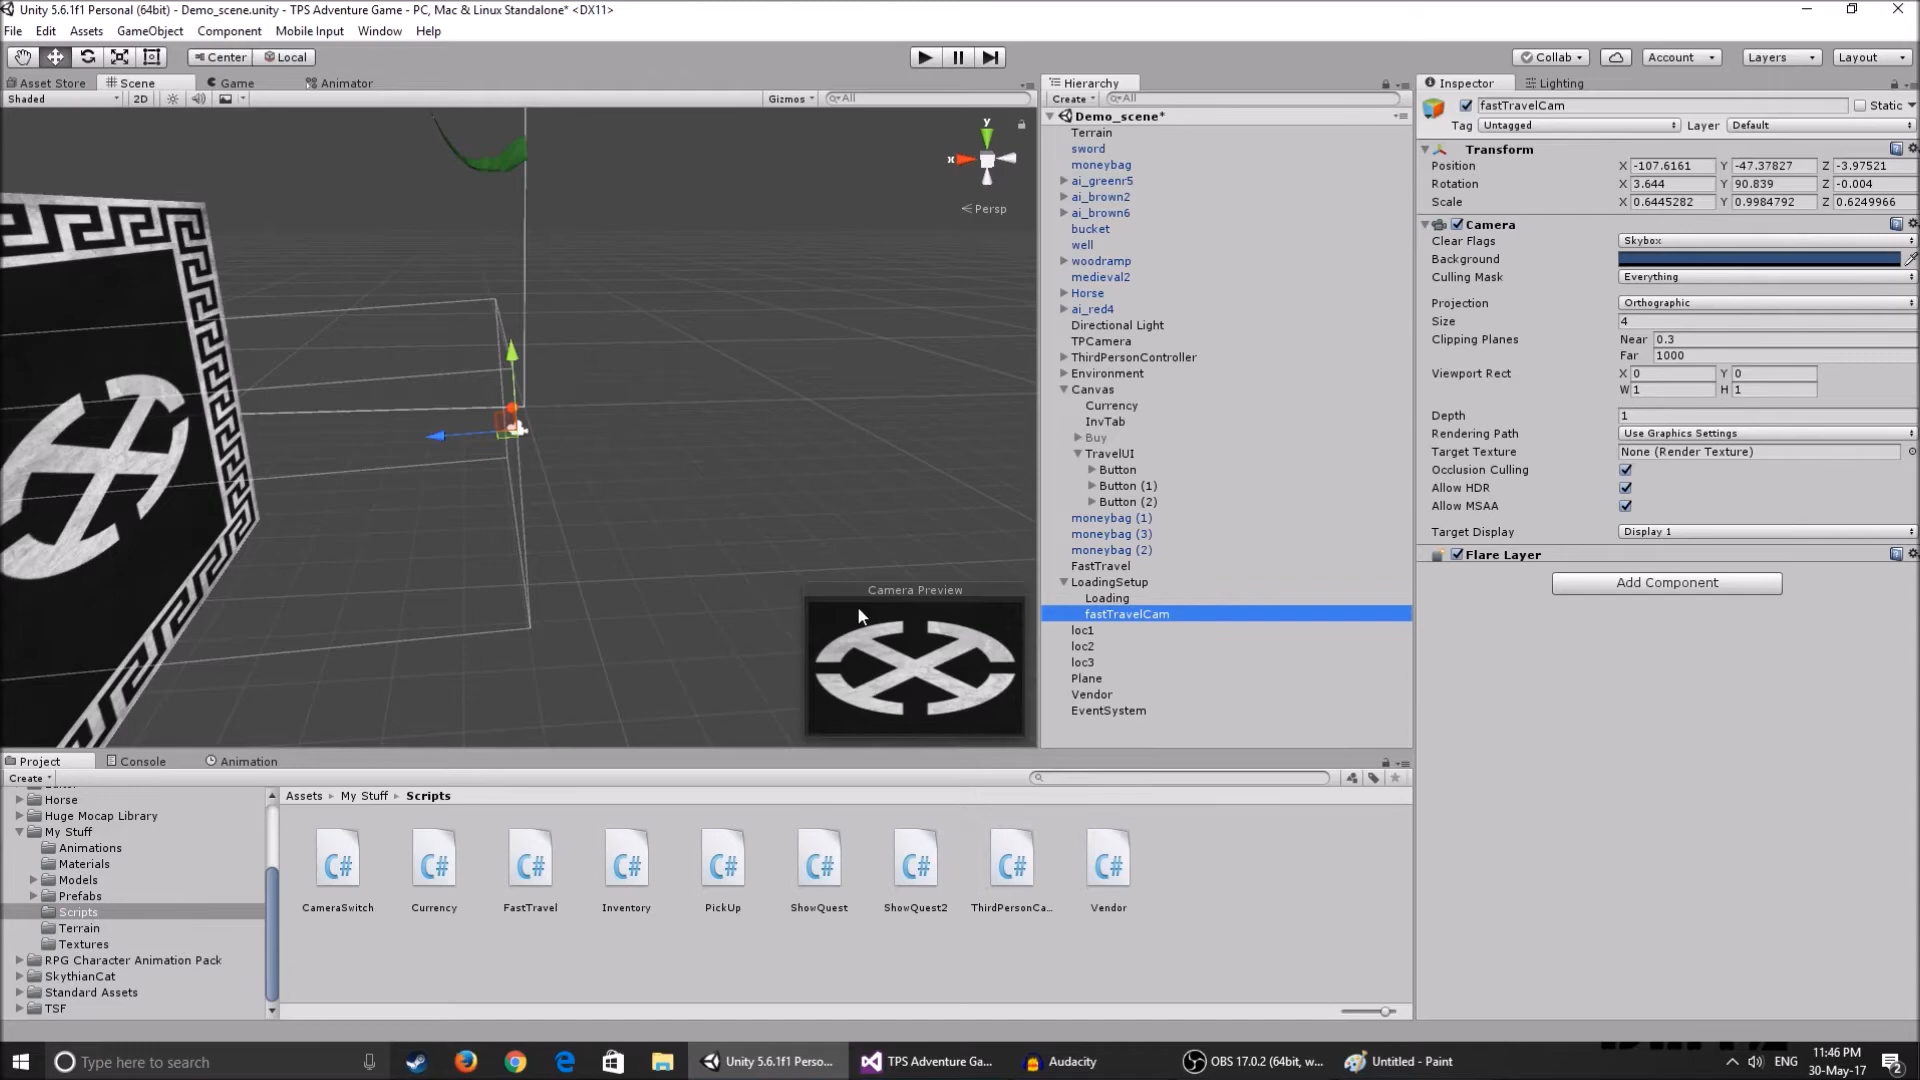 Unity 5.6.1f1 Personal (64bit) - Demo_scene.unity - TPS Adventure Game - PC, Mac & Linux Standalone* <DX11>
File Edit Assets GameObject Component Mobile Input Window Help
Center Local Collab Account Layers Layout
Asset Store Scene Game Animator
Shaded 2D Gizmos All
y
x
Persp
Camera Preview
Hierarchy
Create All
Demo_scene*
Terrain
sword
moneybag
ai_greenr5
ai_brown2
ai_brown6
bucket
well
woodramp
medieval2
Horse
ai_red4
Directional Light
TPCamera
ThirdPersonController
Environment
Canvas
Currency
InvTab
Buy
TravelUI
Button
Button (1)
Button (2)
moneybag (1)
moneybag (3)
moneybag (2)
FastTravel
LoadingSetup
Loading
fastTravelCam
loc1
loc2
loc3
Plane
Vendor
EventSystem
Inspector Lighting
fastTravelCam Static
Tag Untagged Layer Default
Transform
Position X -107.6161 Y -47.37827 Z -3.97521
Rotation X 3.644 Y 90.839 Z -0.004
Scale X 0.6445282 Y 0.9984792 Z 0.6249966
Camera
Clear Flags Skybox
Background
Culling Mask Everything
Projection Orthographic
Size 4
Clipping Planes Near 0.3
Far 1000
Viewport Rect X 0 Y 0
W 1 H 1
Depth 1
Rendering Path Use Graphics Settings
Target Texture None (Render Texture)
Occlusion Culling
Allow HDR
Allow MSAA
Target Display Display 1
Flare Layer
Add Component
Project Console Animation
Create
Horse
Huge Mocap Library
My Stuff
Animations
Materials
Models
Prefabs
Scripts
Terrain
Textures
RPG Character Animation Pack
SkythianCat
Standard Assets
TSF
Assets My Stuff Scripts
C# C# C# C# C# C# C# C# C#
CameraSwitch Currency FastTravel Inventory PickUp ShowQuest ShowQuest2 ThirdPersonCa... Vendor
Type here to search
Unity 5.6.1f1 Perso... TPS Adventure Ga... Audacity OBS 17.0.2 (64bit, w... Untitled - Paint
ENG 11:46 PM
30-May-17
2